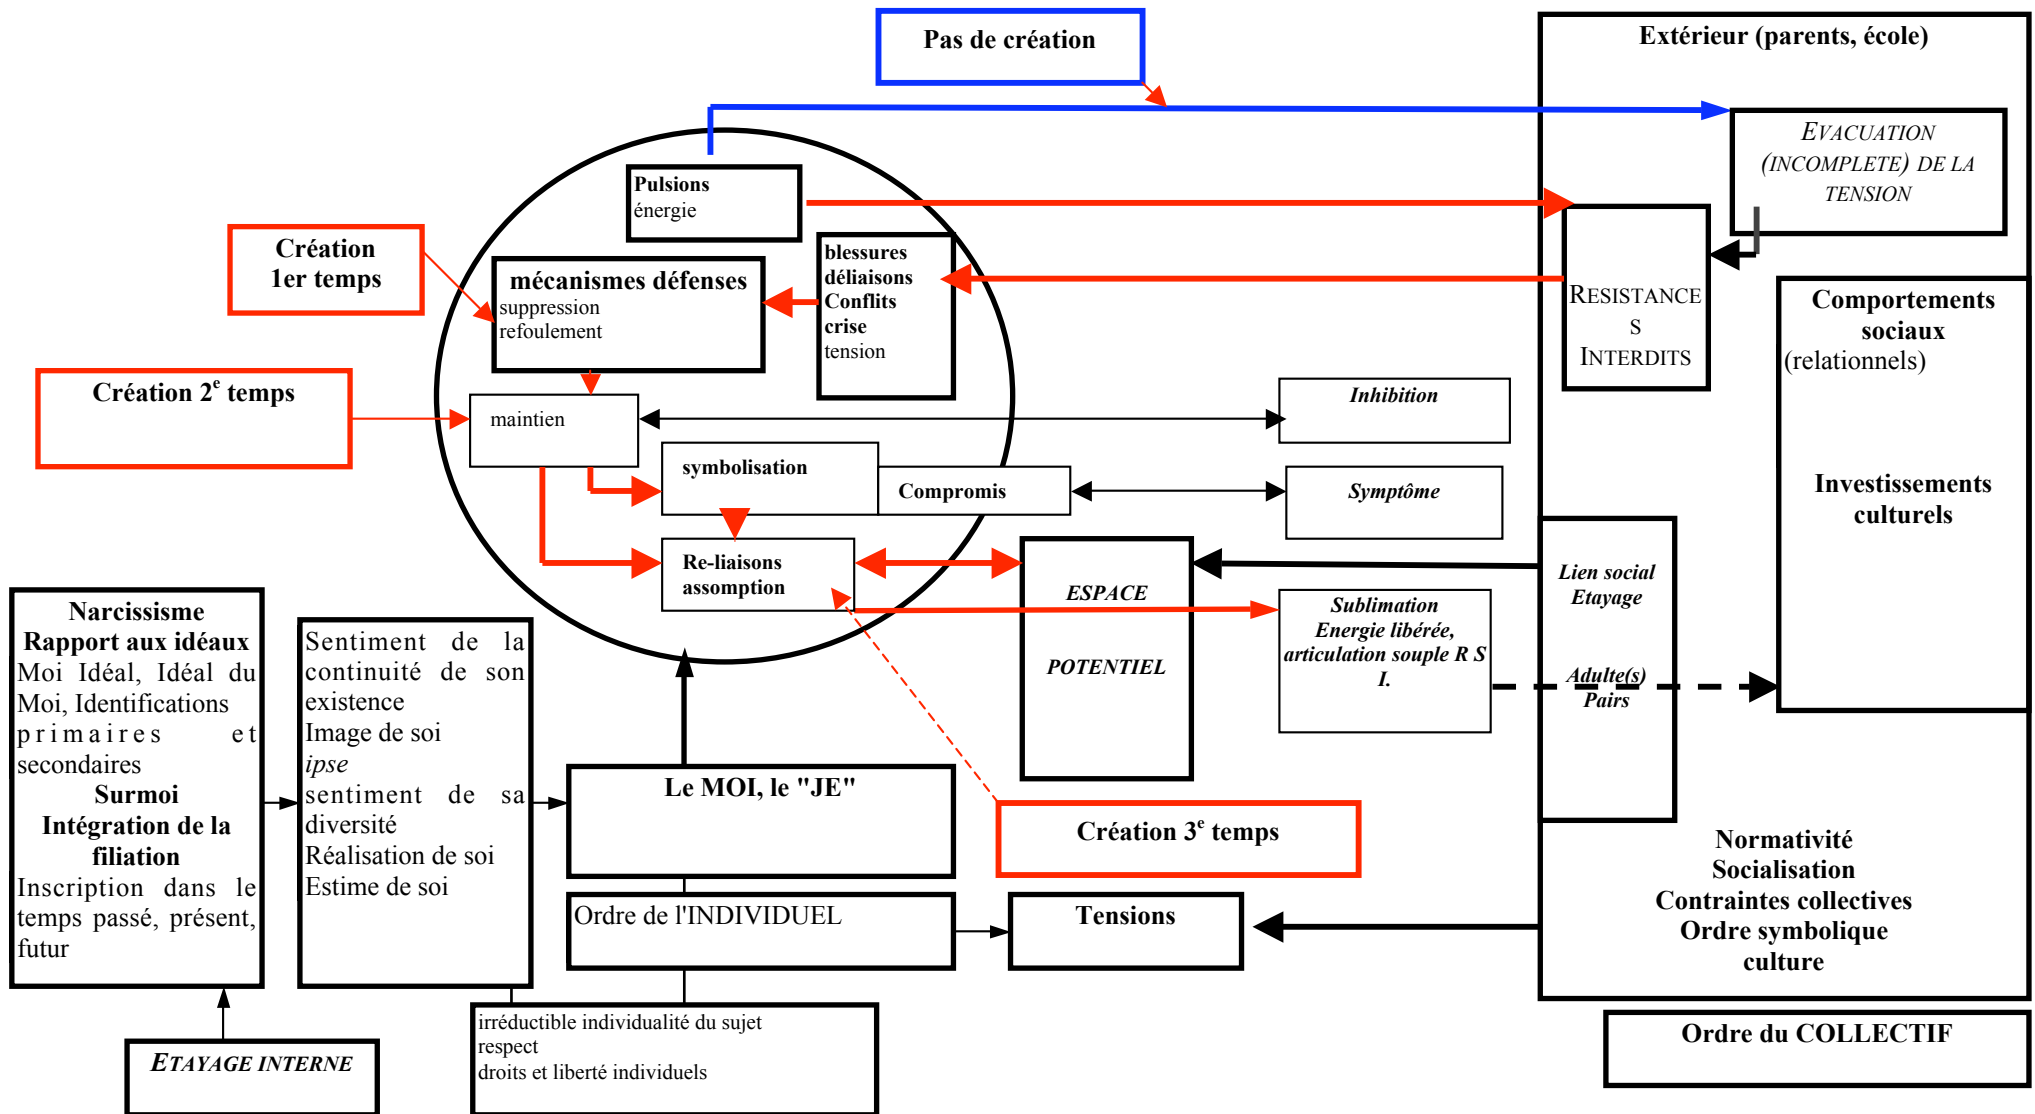 Pas de création
Extérieur (parents, école)
EVACUATION
(INCOMPLETE) DE LA
TENSION
Pulsions
énergie
Création
1er temps
mécanismes défenses
suppression
refoulement
blessures
déliaisons
Conflits
crise
tension
RESISTANCE
S
INTERDITS
Comportements
sociaux
(relationnels)
Investissements
culturels
Création 2e temps
maintien
Inhibition
symbolisation
Compromis
Symptôme
Re-liaisons
assomption
ESPACE
POTENTIEL
Lien social
Etayage
Adulte(s)
Pairs
Sublimation
Energie libérée,
articulation souple R S
I.
Narcissisme
Rapport aux idéaux
Moi Idéal, Idéal du
Moi, Identifications
primaires et
secondaires
Surmoi
Intégration de la
filiation
Inscription dans le
temps passé, présent,
futur
Sentiment de la
continuité de son
existence
Image de soi
ipse
sentiment de sa
diversité
Réalisation de soi
Estime de soi
Le MOI, le "JE"
Création 3e temps
Normativité
Socialisation
Contraintes collectives
Ordre symbolique
culture
Ordre de l'INDIVIDUEL
Tensions
irréductible individualité du sujet
respect
droits et liberté individuels
ETAYAGE INTERNE
Ordre du COLLECTIF